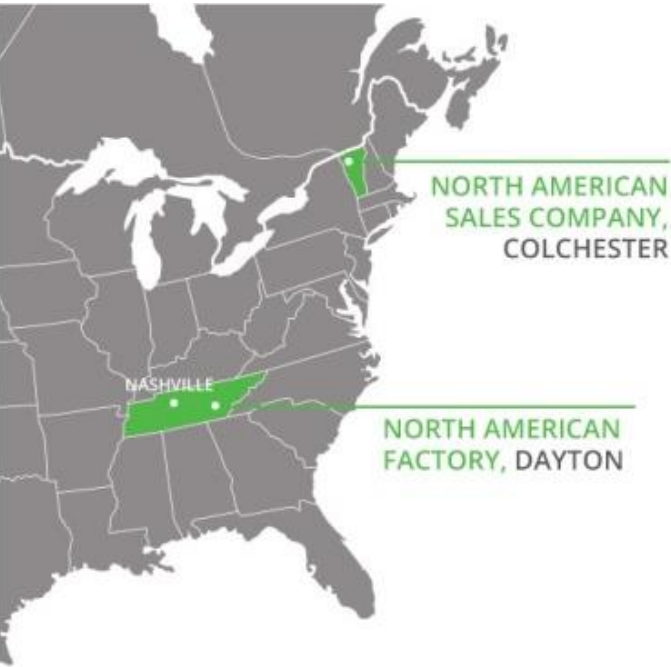 NORTH AMERICAN
SALES COMPANY,
COLCHESTER
NASHVILLE
NORTH AMERICAN
FACTORY, DAYTON